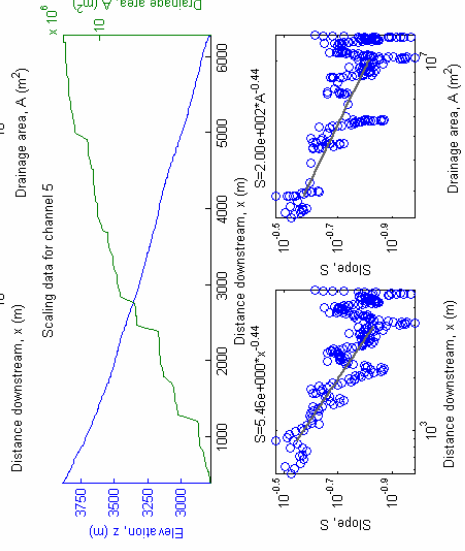 Distance downstream, x (m)
Drainage area, A (m²)
Scaling data for channel 5
x 10⁶
3750
3500
3250
3000
Elevation, z (m)
10
Drainage area, A (m²)
1000
2000
3000
4000
5000
6000
Distance downstream, x (m)
S=5.46e+000*x^-0.44
10^-0.5
10^-0.7
10^-0.9
Slope, S
10³
Distance downstream, x (m)
S=2.00e+002*A^-0.44
10^-0.5
10^-0.7
10^-0.9
Slope, S
10⁷
Drainage area, A (m²)